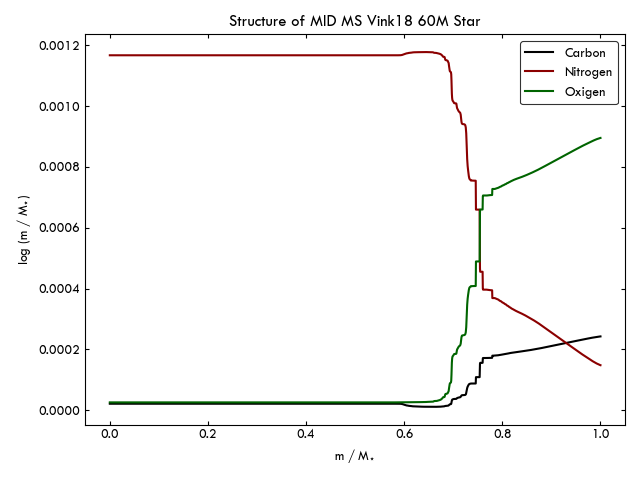 Structure of MID MS Vink18 60M Star
log (m / M⋆)
0.0012
0.0010
0.0008
0.0006
0.0004
0.0002
0.0000
Carbon
Nitrogen
Oxigen
0.0 0.2 0.4 0.6 0.8 1.0
m / M⋆